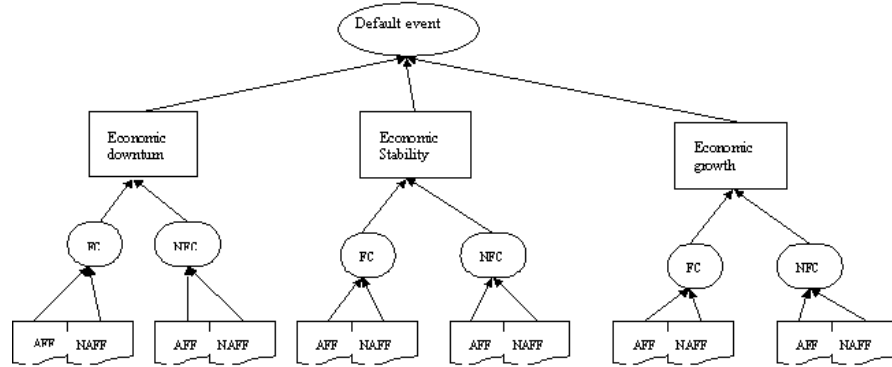 Default event
Economic
downturn
Economic
Stability
Economic
growth
FC
NFC
FC
NFC
FC
NFC
AFF
NAFF
AFF
NAFF
AFF
NAFF
AFF
NAFF
AFF
NAFF
AFF
NAFF